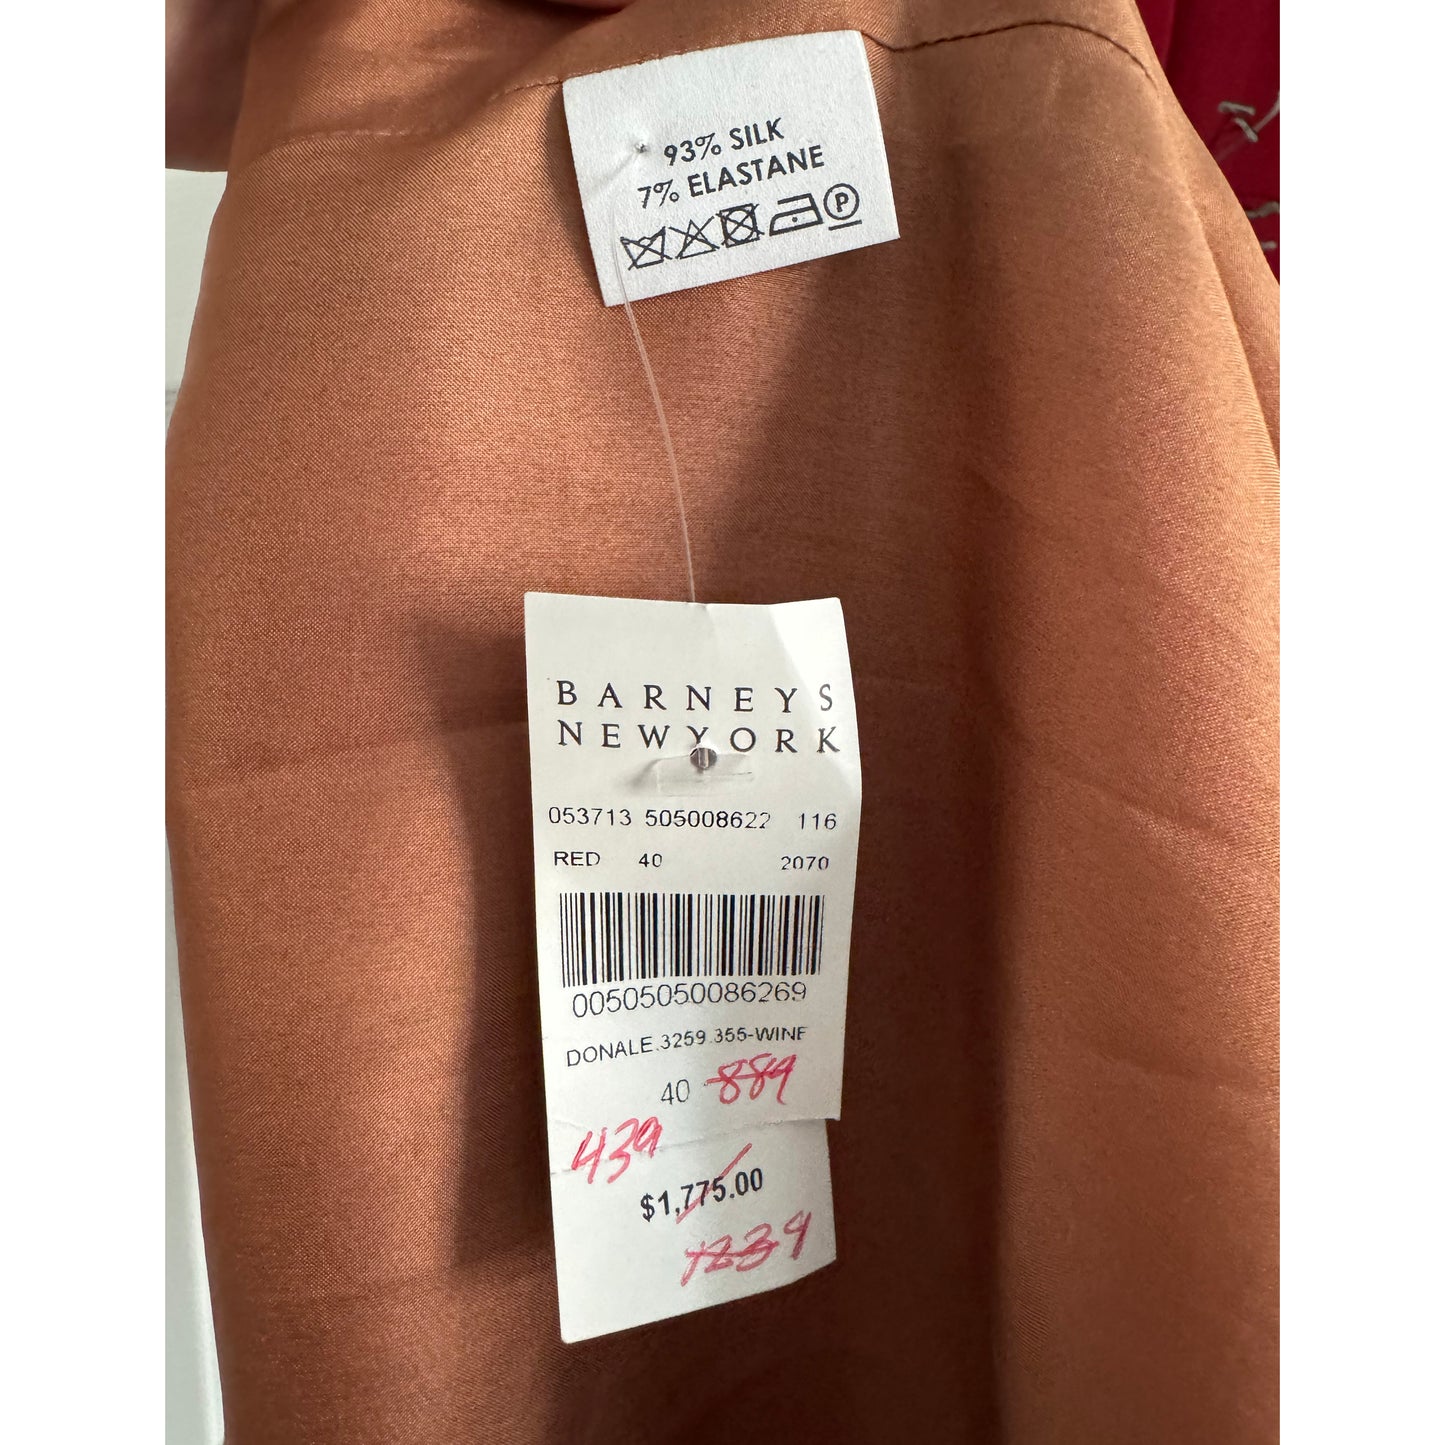 93% SILK
7% ELASTANE
P
BARNEYS
NEWYORK
053713 505008622 116
RED 40 2070
00505050086269
DONALE.3259.355-WINE
40 889
439
$1,775.00
1239